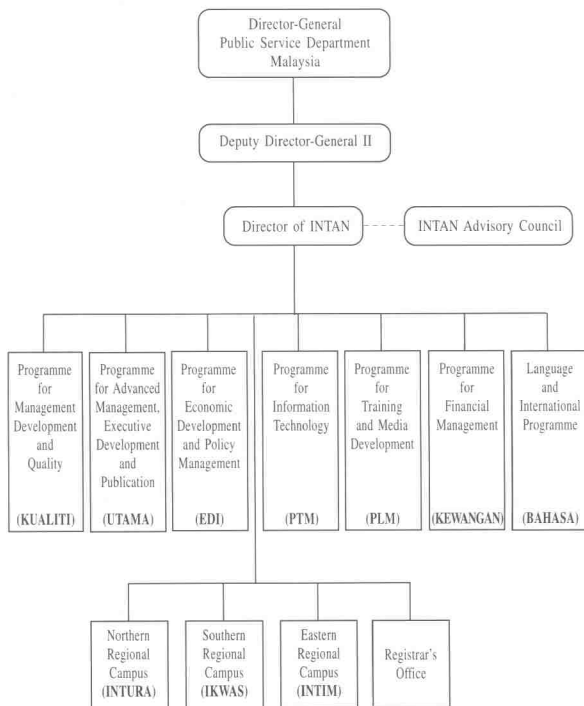 Director-General
Public Service Department
Malaysia
Deputy Director-General II
Director of INTAN
INTAN Advisory Council
Programme
for
Management
Development
and
Quality
(KUALITI)
Programme
for Advanced
Management,
Executive
Development
and
Publication
(UTAMA)
Programme
for
Economic
Development
and Policy
Management
(EDI)
Programme
for
Information
Technology
(PTM)
Programme
for
Training
and Media
Development
(PLM)
Programme
for
Financial
Management
(KEWANGAN)
Language
and
International
Programme
(BAHASA)
Northern
Regional
Campus
(INTURA)
Southern
Regional
Campus
(IKWAS)
Eastern
Regional
Campus
(INTIM)
Registrar's
Office